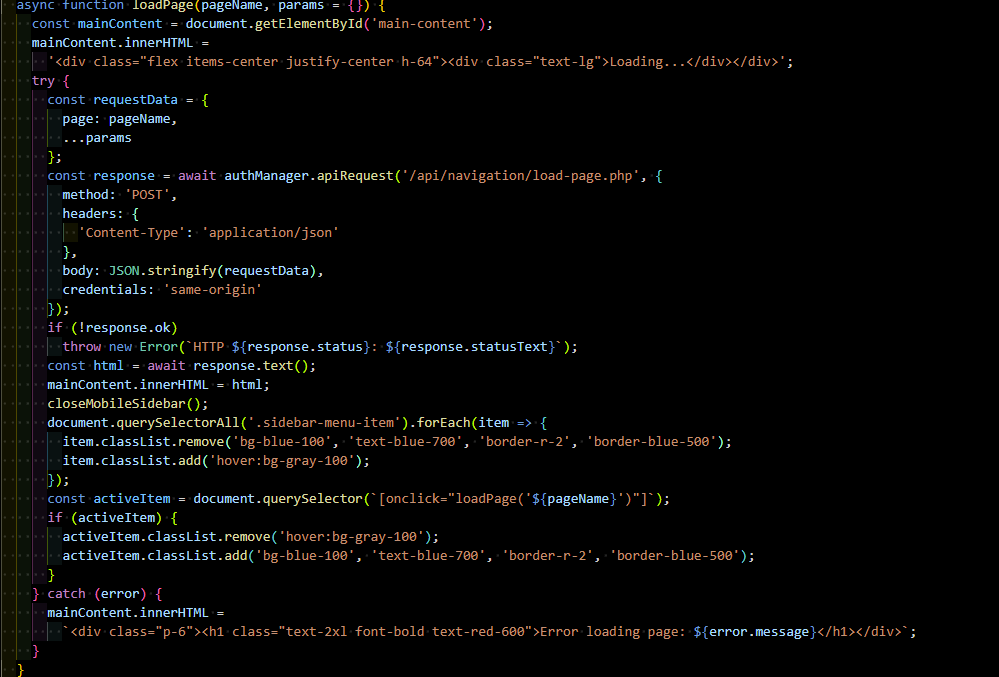 async function loadPage(pageName, params = {}) {
const mainContent = document.getElementById('main-content');
mainContent.innerHTML =
'<div class="flex items-center justify-center h-64"><div class="text-lg">Loading...</div></div>';
try {
const requestData = {
page: pageName,
...params
};
const response = await authManager.apiRequest('/api/navigation/load-page.php', {
method: 'POST',
headers: {
'Content-Type': 'application/json'
},
body: JSON.stringify(requestData),
credentials: 'same-origin'
});
if (!response.ok)
throw new Error(`HTTP ${response.status}: ${response.statusText}`);
const html = await response.text();
mainContent.innerHTML = html;
closeMobileSidebar();
document.querySelectorAll('.sidebar-menu-item').forEach(item => {
item.classList.remove('bg-blue-100', 'text-blue-700', 'border-r-2', 'border-blue-500');
item.classList.add('hover:bg-gray-100');
});
const activeItem = document.querySelector(`[onclick="loadPage('${pageName}')"]`);
if (activeItem) {
activeItem.classList.remove('hover:bg-gray-100');
activeItem.classList.add('bg-blue-100', 'text-blue-700', 'border-r-2', 'border-blue-500');
}
} catch (error) {
mainContent.innerHTML =
`<div class="p-6"><h1 class="text-2xl font-bold text-red-600">Error loading page: ${error.message}</h1></div>`;
}
}